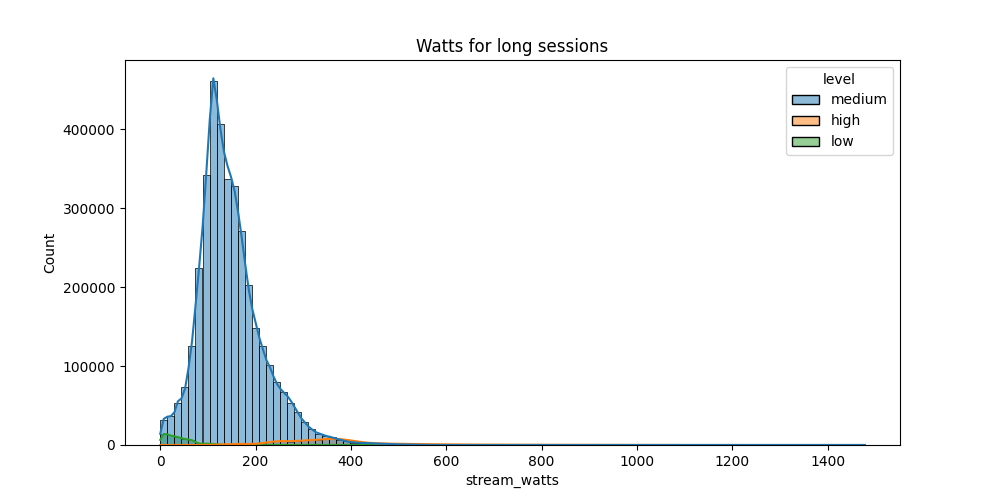 Watts for long sessions
level
medium
high
low
400000
300000
200000
100000
0
Count
0 200 400 600 800 1000 1200 1400
stream_watts